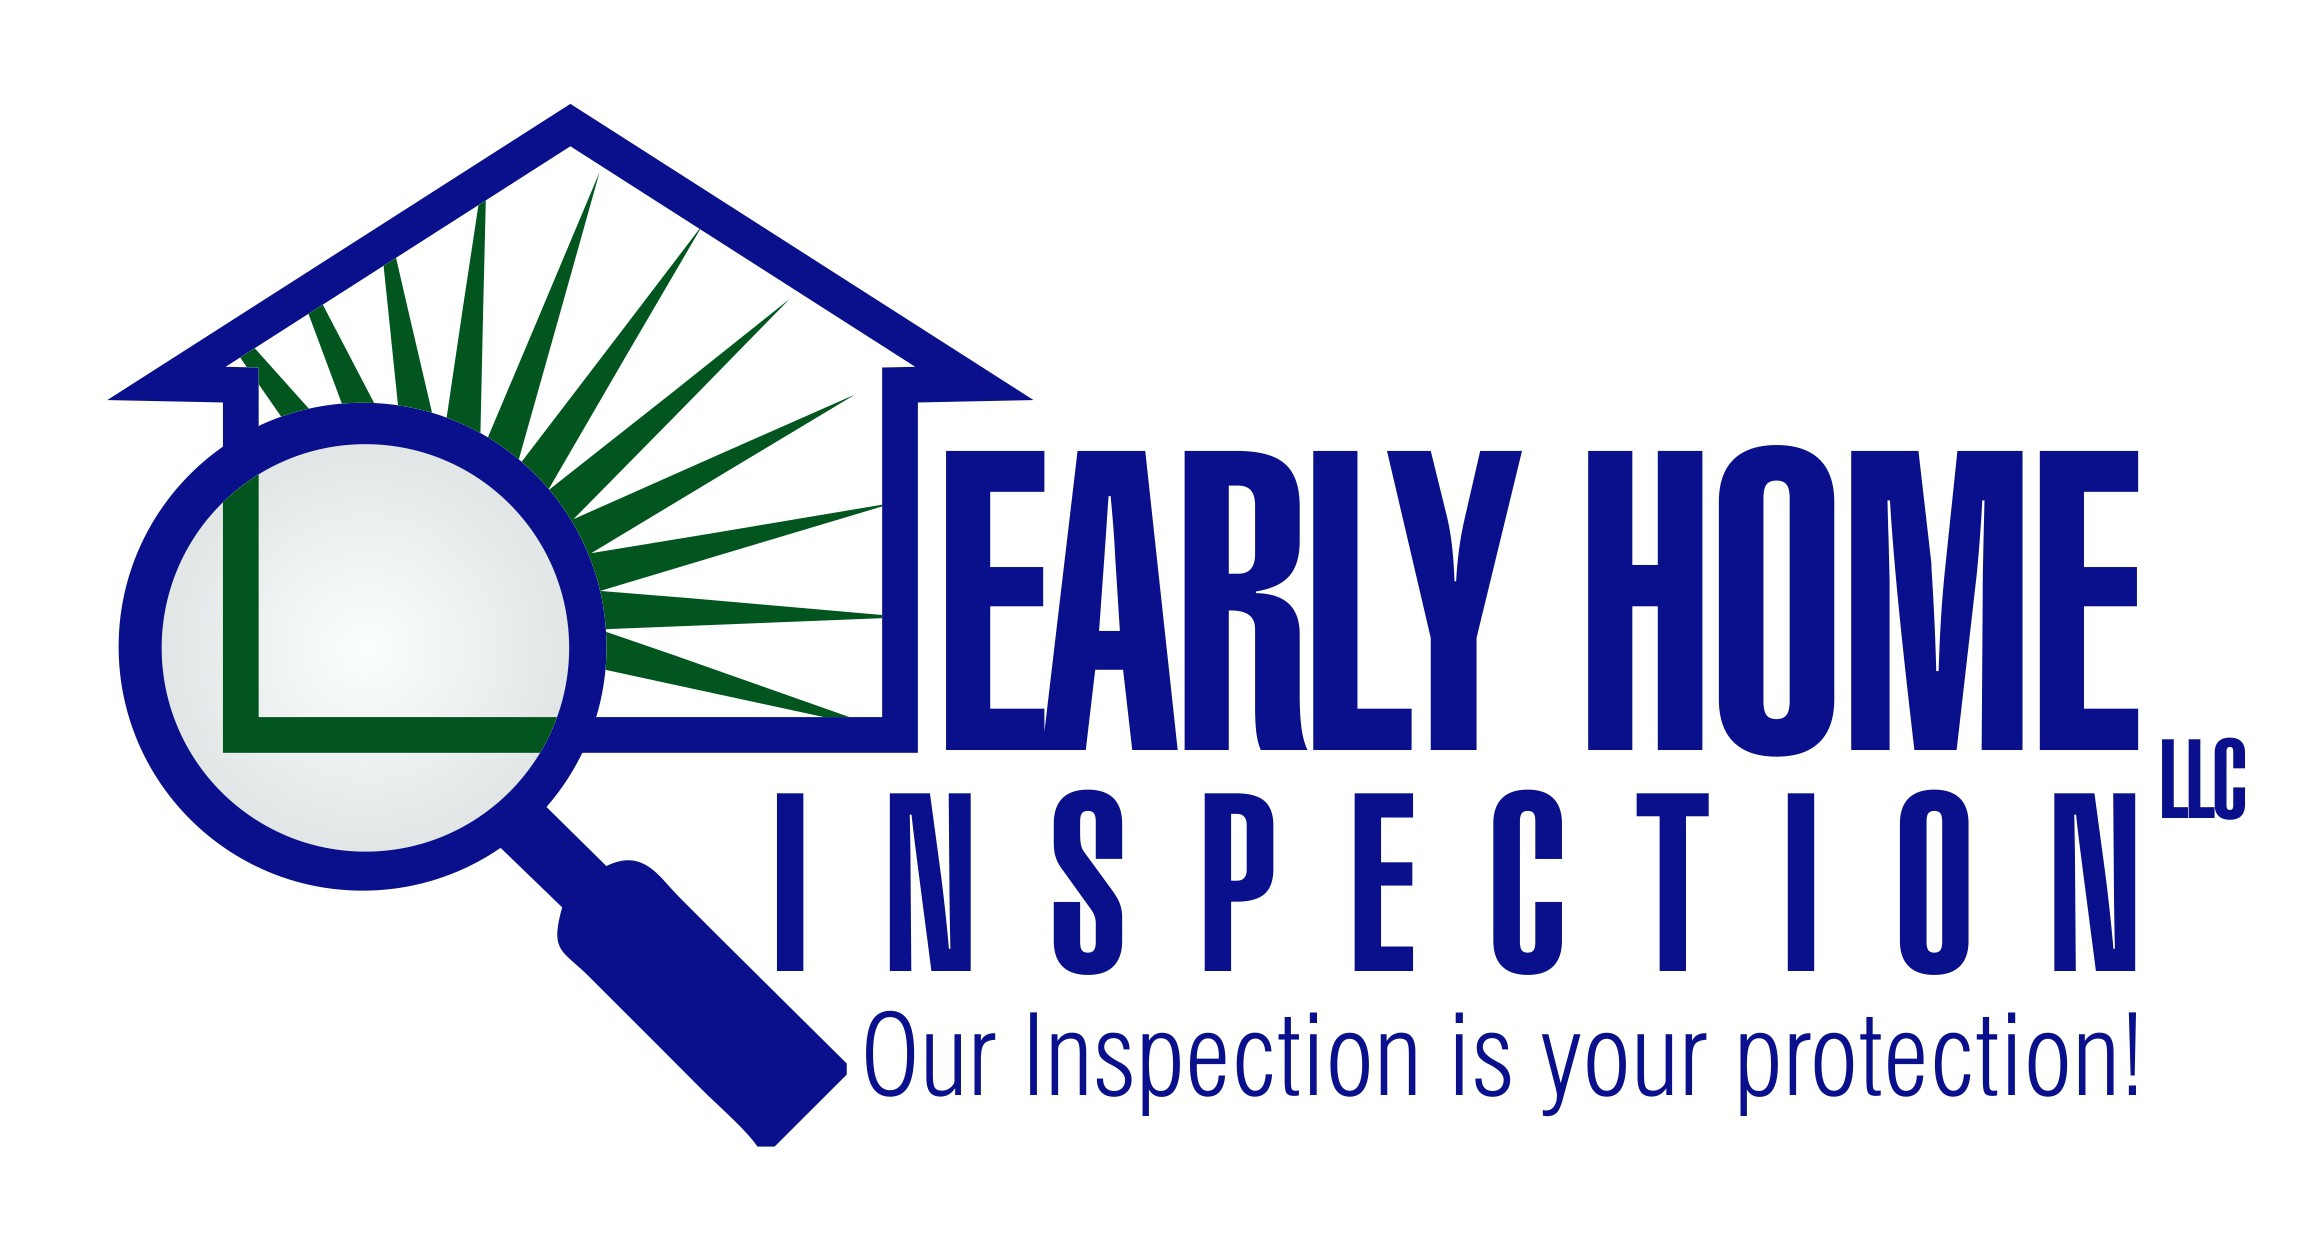 EARLY HOME
INSPECTION LLC
Our Inspection is your protection!